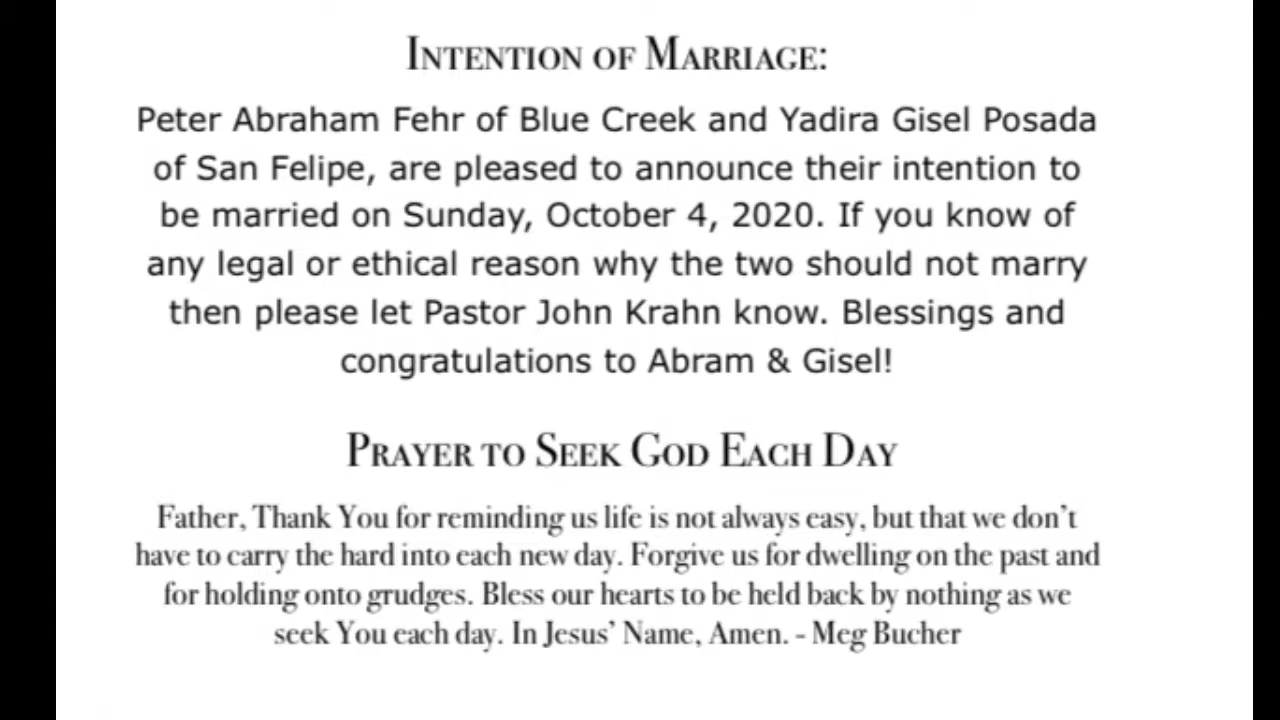 INTENTION OF MARRIAGE:
Peter Abraham Fehr of Blue Creek and Yadira Gisel Posada
of San Felipe, are pleased to announce their intention to
be married on Sunday, October 4, 2020. If you know of
any legal or ethical reason why the two should not marry
then please let Pastor John Krahn know. Blessings and
congratulations to Abram & Gisel!
PRAYER TO SEEK GOD EACH DAY
Father, Thank You for reminding us life is not always easy, but that we don't
have to carry the hard into each new day. Forgive us for dwelling on the past and
for holding onto grudges. Bless our hearts to be held back by nothing as we
seek You each day. In Jesus' Name, Amen. - Meg Bucher